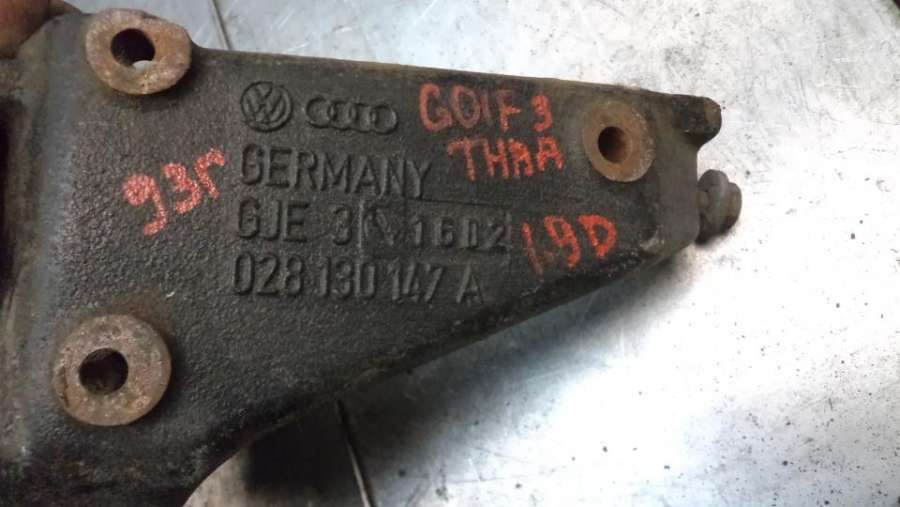 GOlF 3
THAA
93г
GERMANY
GJE 3
1602
1.9D
028 130 147 A